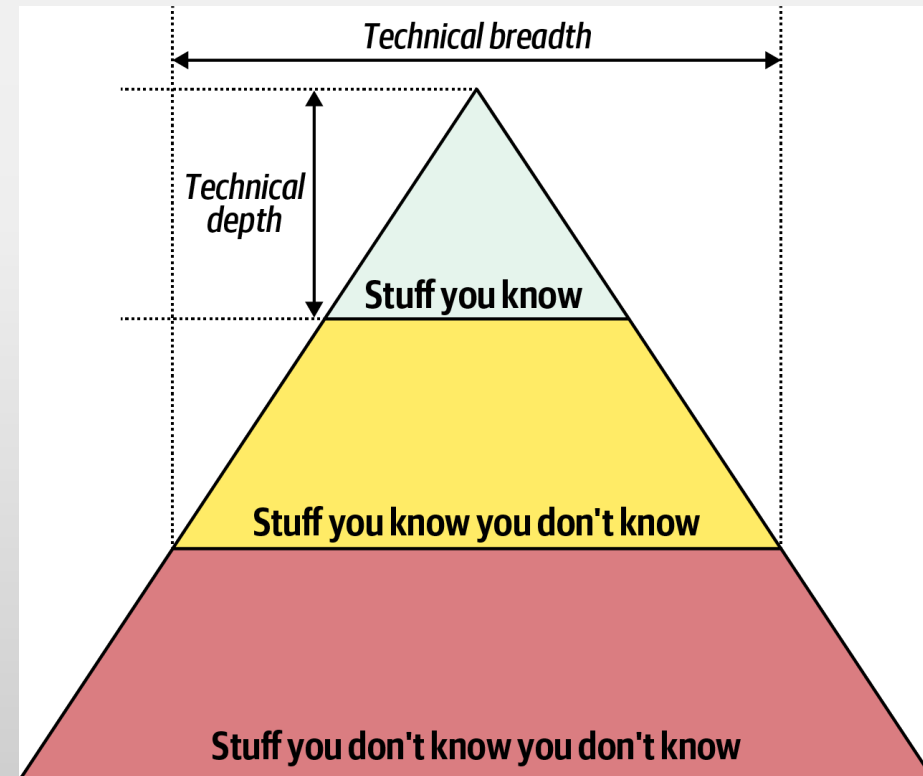 Technical breadth
Technical
depth
Stuff you know
Stuff you know you don't know
Stuff you don't know you don't know